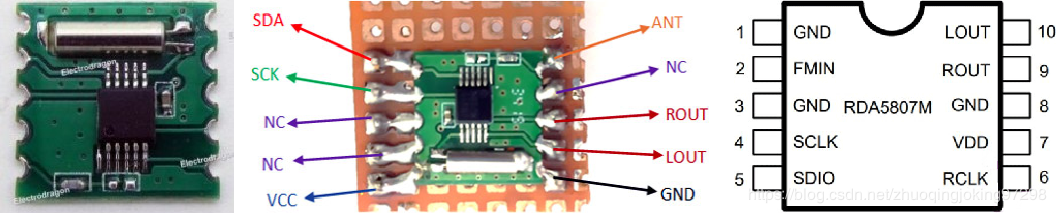 Electrodragon
Electrodragon
SDA
SCK
NC
NC
VCC
ANT
NC
ROUT
LOUT
GND
1 GND LOUT 10
2 FMIN ROUT 9
3 GND RDA5807M GND 8
4 SCLK VDD 7
5 SDIO RCLK 6